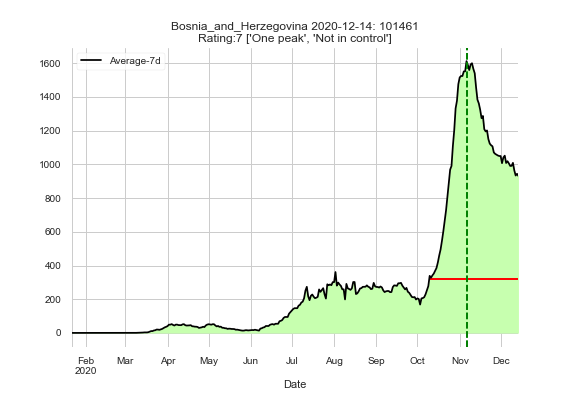 Bosnia_and_Herzegovina 2020-12-14: 101461
Rating:7 ['One peak', 'Not in control']
Average-7d
1600
1400
1200
1000
800
600
400
200
0
Feb Mar Apr May Jun Jul Aug Sep Oct Nov Dec
2020
Date